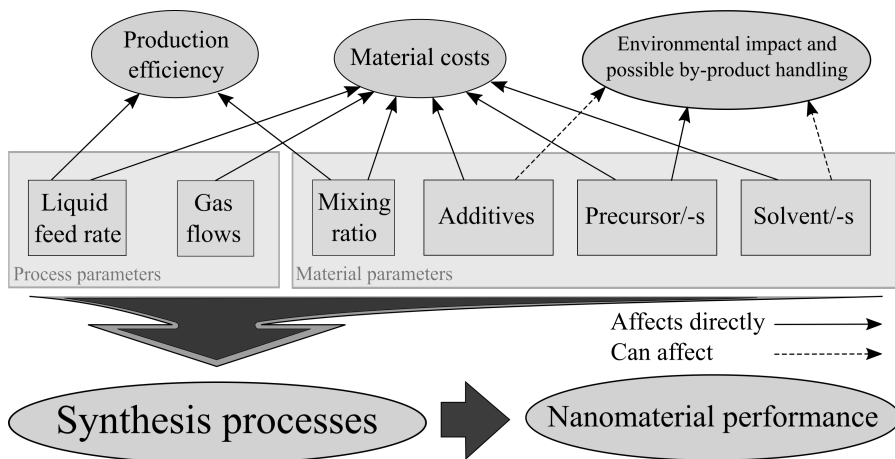 Production
efficiency
Material costs
Environmental impact and
possible by-product handling
Liquid
feed rate
Gas
flows
Mixing
ratio
Additives
Precursor/-s
Solvent/-s
Process parameters
Material parameters
Affects directly
Can affect
Synthesis processes
Nanomaterial performance